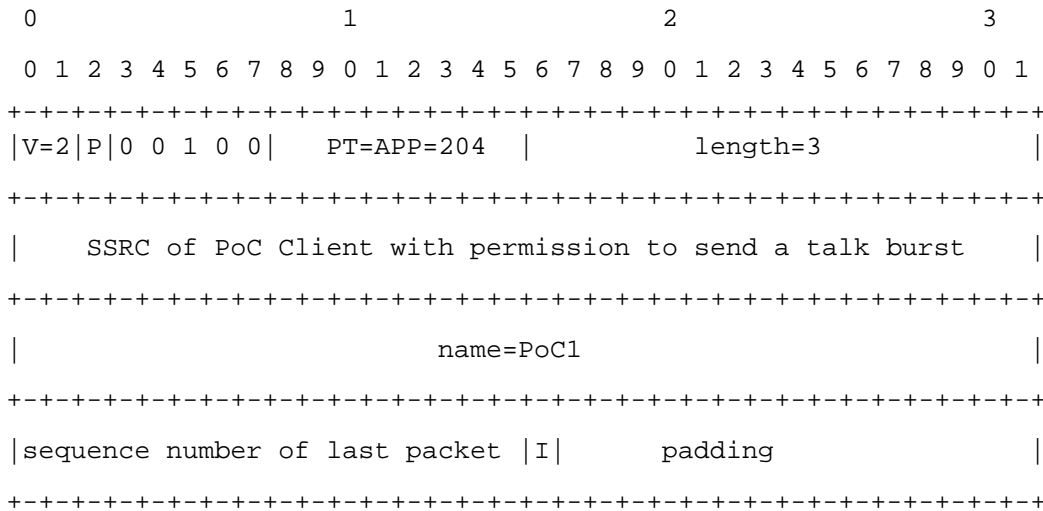 0 1 2 3
0 1 2 3 4 5 6 7 8 9 0 1 2 3 4 5 6 7 8 9 0 1 2 3 4 5 6 7 8 9 0 1
+-+-+-+-+-+-+-+-+-+-+-+-+-+-+-+-+-+-+-+-+-+-+-+-+-+-+-+-+-+-+-+-+
|V=2|P|0 0 1 0 0| PT=APP=204 | length=3 |
+-+-+-+-+-+-+-+-+-+-+-+-+-+-+-+-+-+-+-+-+-+-+-+-+-+-+-+-+-+-+-+-+
| SSRC of PoC Client with permission to send a talk burst |
+-+-+-+-+-+-+-+-+-+-+-+-+-+-+-+-+-+-+-+-+-+-+-+-+-+-+-+-+-+-+-+-+
| name=PoC1 |
+-+-+-+-+-+-+-+-+-+-+-+-+-+-+-+-+-+-+-+-+-+-+-+-+-+-+-+-+-+-+-+-+
|sequence number of last packet |I| padding |
+-+-+-+-+-+-+-+-+-+-+-+-+-+-+-+-+-+-+-+-+-+-+-+-+-+-+-+-+-+-+-+-+